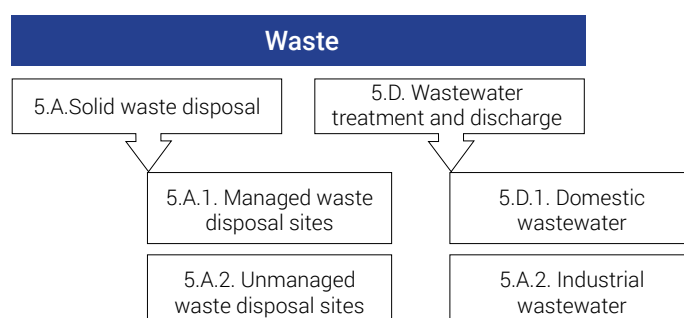 Waste
5.A.Solid waste disposal
5.D. Wastewater
treatment and discharge
5.A.1. Managed waste
disposal sites
5.D.1. Domestic
wastewater
5.A.2. Unmanaged
waste disposal sites
5.A.2. Industrial
wastewater